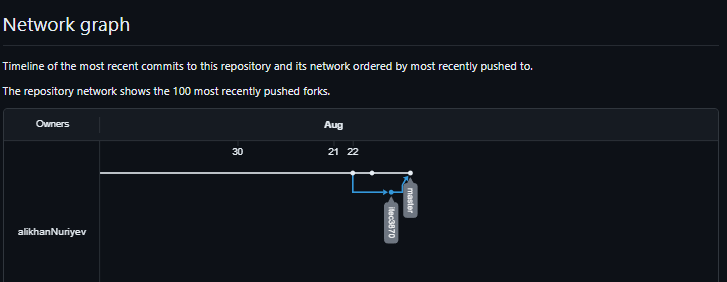 Network graph
Timeline of the most recent commits to this repository and its network ordered by most recently pushed to.
The repository network shows the 100 most recently pushed forks.
Owners
Aug
30 21 22
master
ilec3870
alikhanNuriyev